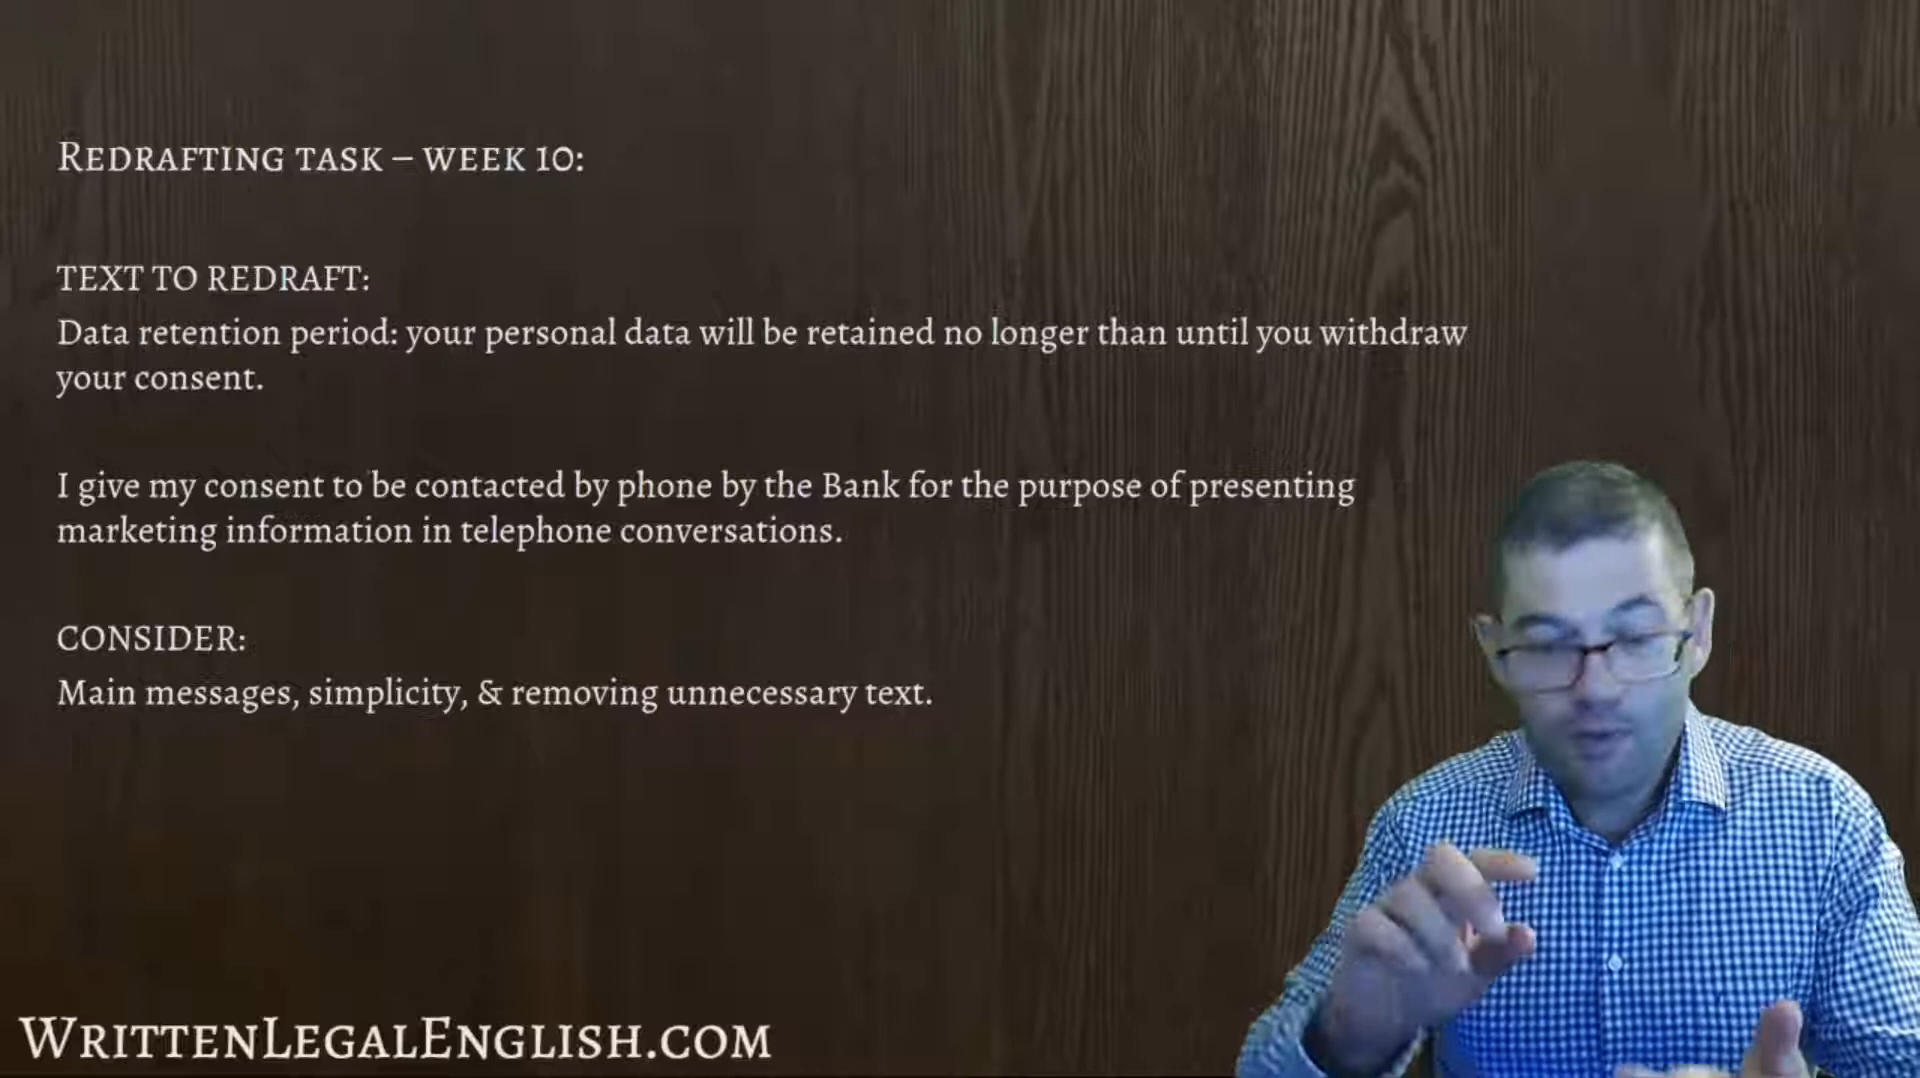 Redrafting task – week 10:
TEXT TO REDRAFT:
Data retention period: your personal data will be retained no longer than until you withdraw
your consent.
I give my consent to be contacted by phone by the Bank for the purpose of presenting
marketing information in telephone conversations.
CONSIDER:
Main messages, simplicity, & removing unnecessary text.
WrittenLegalEnglish.com